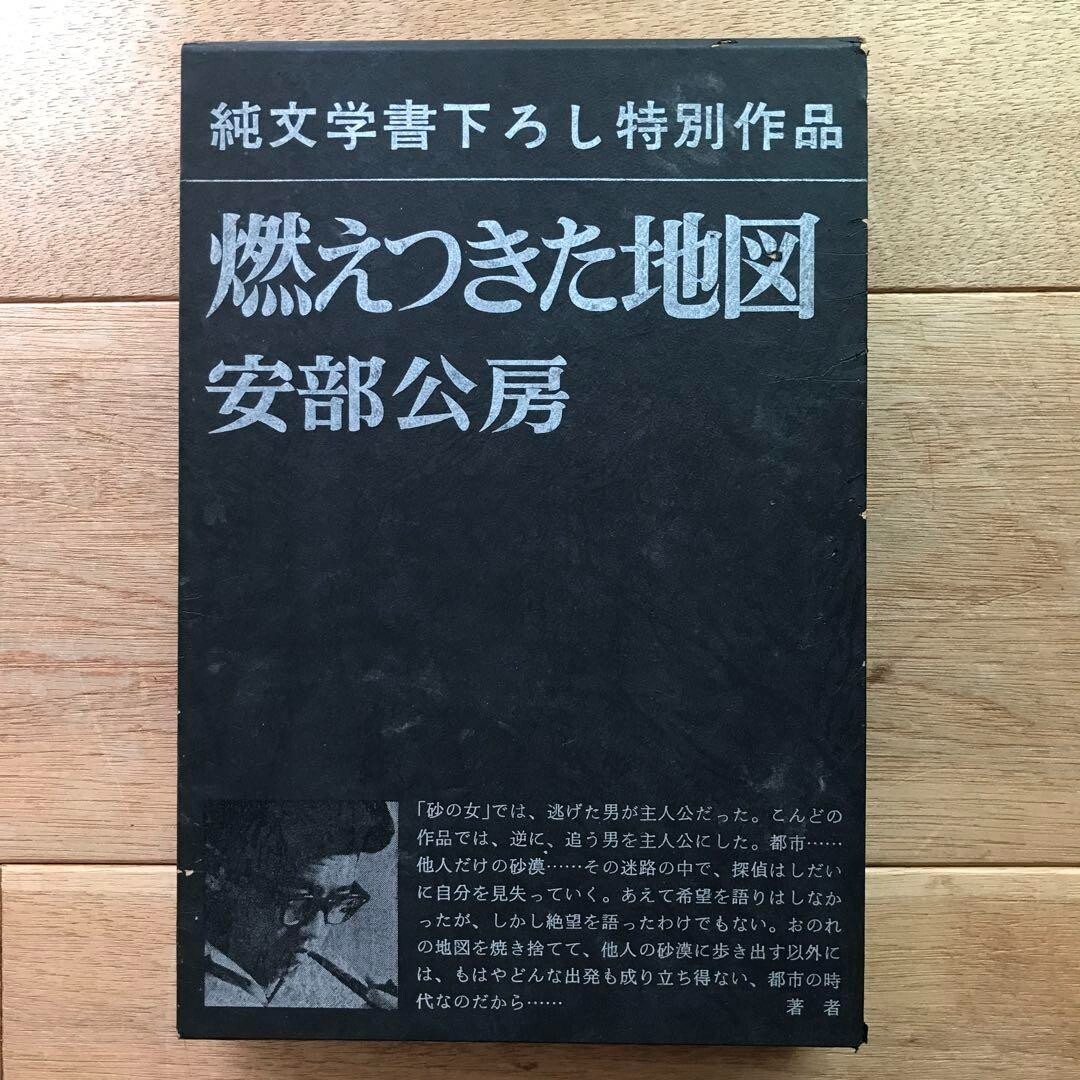 純文学書下ろし特別作品
燃えつきた地図
安部公房
「砂の女」では、逃げた男が主人公だった。こんどの
作品では、逆に、追う男を主人公にした。都市……
他人だけの砂漠……その迷路の中で、探偵はしだい
に自分を見失っていく。あえて希望を語りはしなか
ったが、しかし絶望を語ったわけでもない。おのれ
の地図を焼き捨てて、他人の砂漠に歩き出す以外に
は、もはやどんな出発も成り立ち得ない、都市の時
代なのだから……
著者